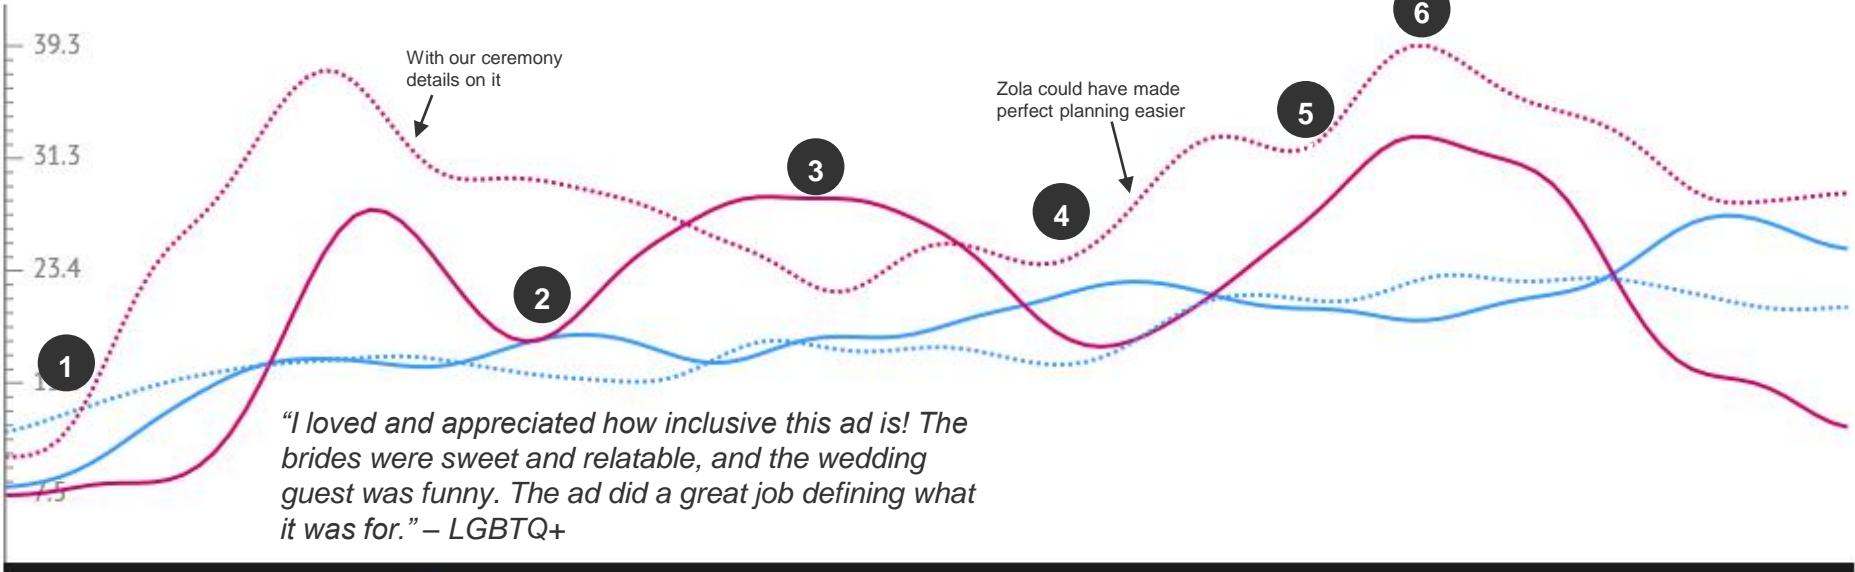 6
39.3
With our ceremony
details on it
Zola could have made
perfect planning easier
5
31.3
3
4
23.4
2
1
“I loved and appreciated how inclusive this ad is! The
brides were sweet and relatable, and the wedding
guest was funny. The ad did a great job defining what
7.5
it was for.” – LGBTQ+